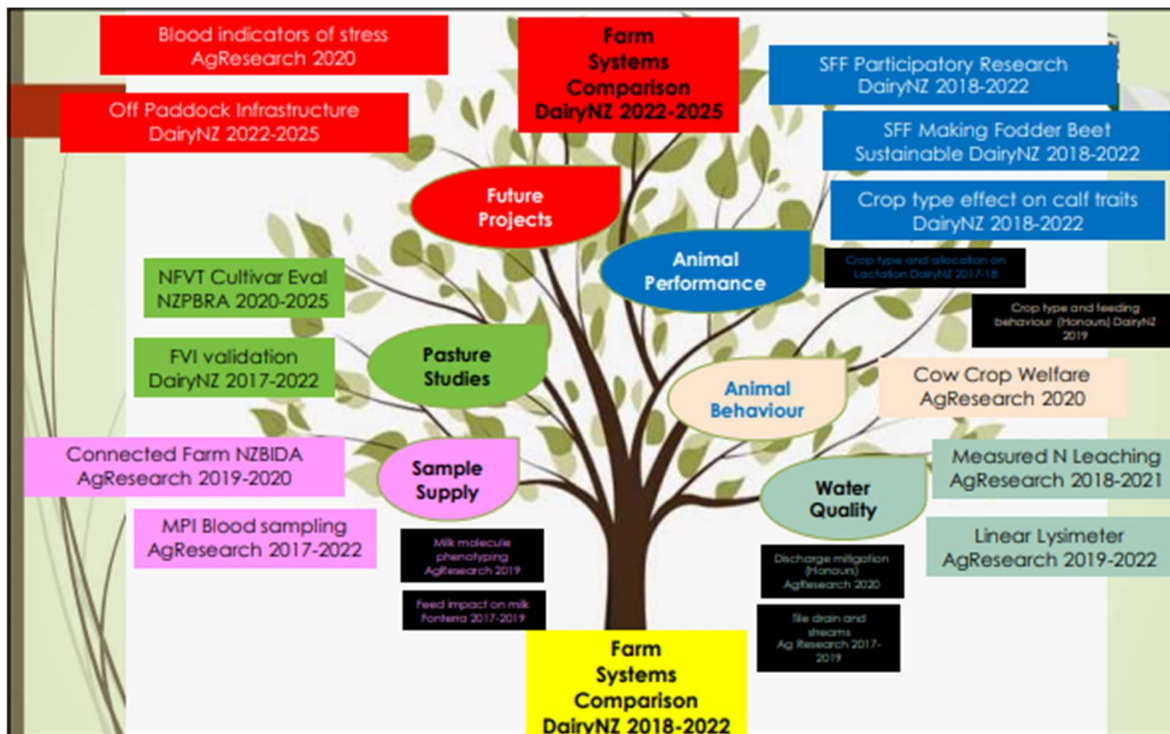 Blood indicators of stress
AgResearch 2020
Off Paddock Infrastructure
DairyNZ 2022-2025
Farm
Systems
Comparison
DairyNZ 2022-2025
SFF Participatory Research
DairyNZ 2018-2022
SFF Making Fodder Beet
Sustainable DairyNZ 2018-2022
Crop type effect on calf traits
DairyNZ 2018-2022
Future
Projects
Animal
Performance
Crop type and allocation on
Lactation DairyNZ 2017-18
Crop type and feeding
behaviour (Honours) DairyNZ
2019
NFVT Cultivar Eval
NZPBRA 2020-2025
FVI validation
DairyNZ 2017-2022
Pasture
Studies
Animal
Behaviour
Cow Crop Welfare
AgResearch 2020
Connected Farm NZBIDA
AgResearch 2019-2020
MPI Blood sampling
AgResearch 2017-2022
Sample
Supply
Milk molecule
phenotyping
AgResearch 2019
Feed impact on milk
Fonterra 2017-2019
Water
Quality
Measured N Leaching
AgResearch 2018-2021
Linear Lysimeter
AgResearch 2019-2022
Discharge mitigation
(Honours)
AgResearch 2020
Tile drain and
streams
Ag Research 2017-
2019
Farm
Systems
Comparison
DairyNZ 2018-2022